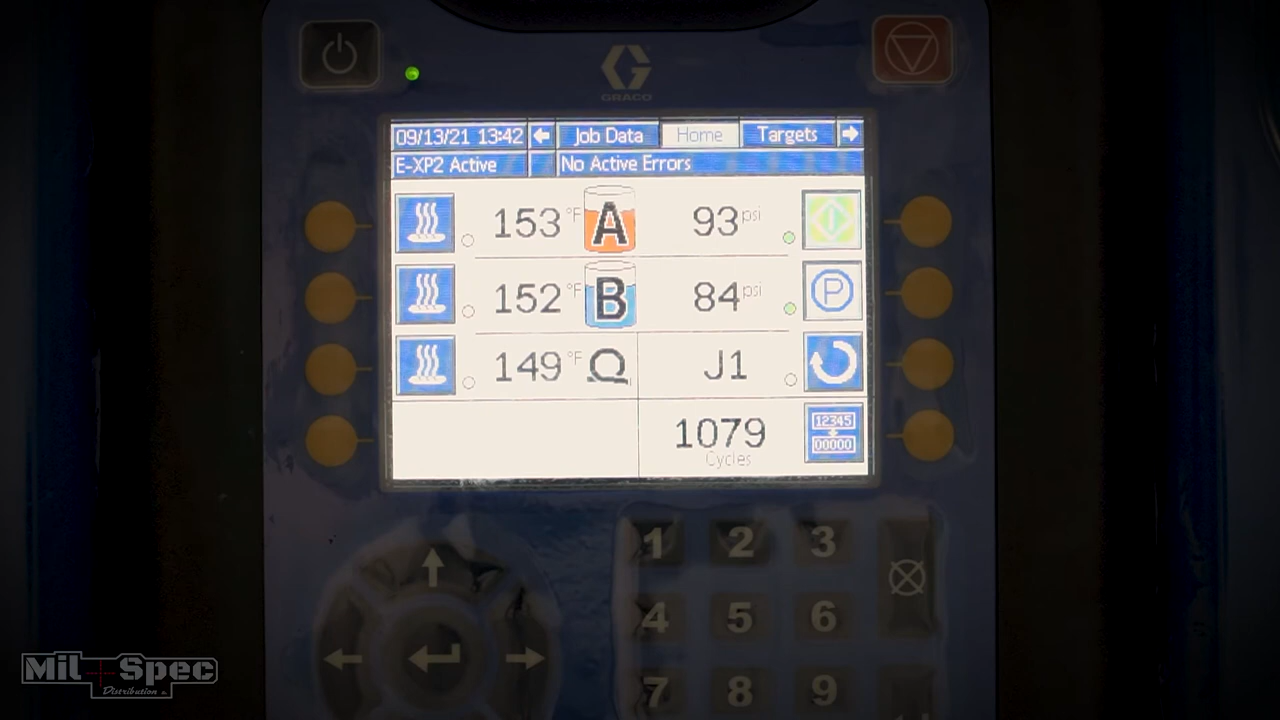 GRACO
09/13/21 13:42 Job Data Home Targets
E-XP2 Active No Active Errors
153 °F A 93 psi
152 °F B 84 psi
P
149 °F J1
12345
00000
1079
Cycles
1 2 3
4 5 6
7 8 9
Mil Spec
Distribution